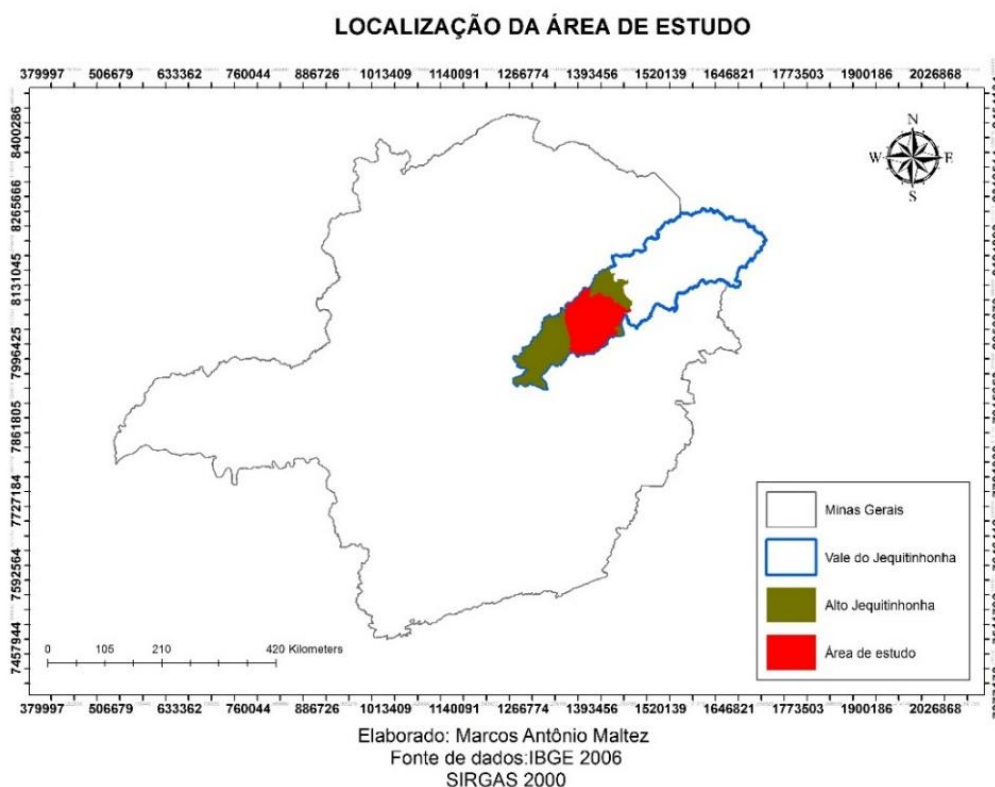 LOCALIZAÇÃO DA ÁREA DE ESTUDO
379997 506679 633362 760044 886726 1013409 1140091 1266774 1393456 1520139 1646821 1773503 1900186 2026868
8400286
8265666
8131045
7996425
7861805
7727184
7592564
7457944
N
W E
S
Minas Gerais
Vale do Jequitinhonha
Alto Jequitinhonha
Área de estudo
0 105 210 420 Kilometers
379997 506679 633362 760044 886726 1013409 1140091 1266774 1393456 1520139 1646821 1773503 1900186 2026868
Elaborado: Marcos Antônio Maltez
Fonte de dados:IBGE 2006
SIRGAS 2000